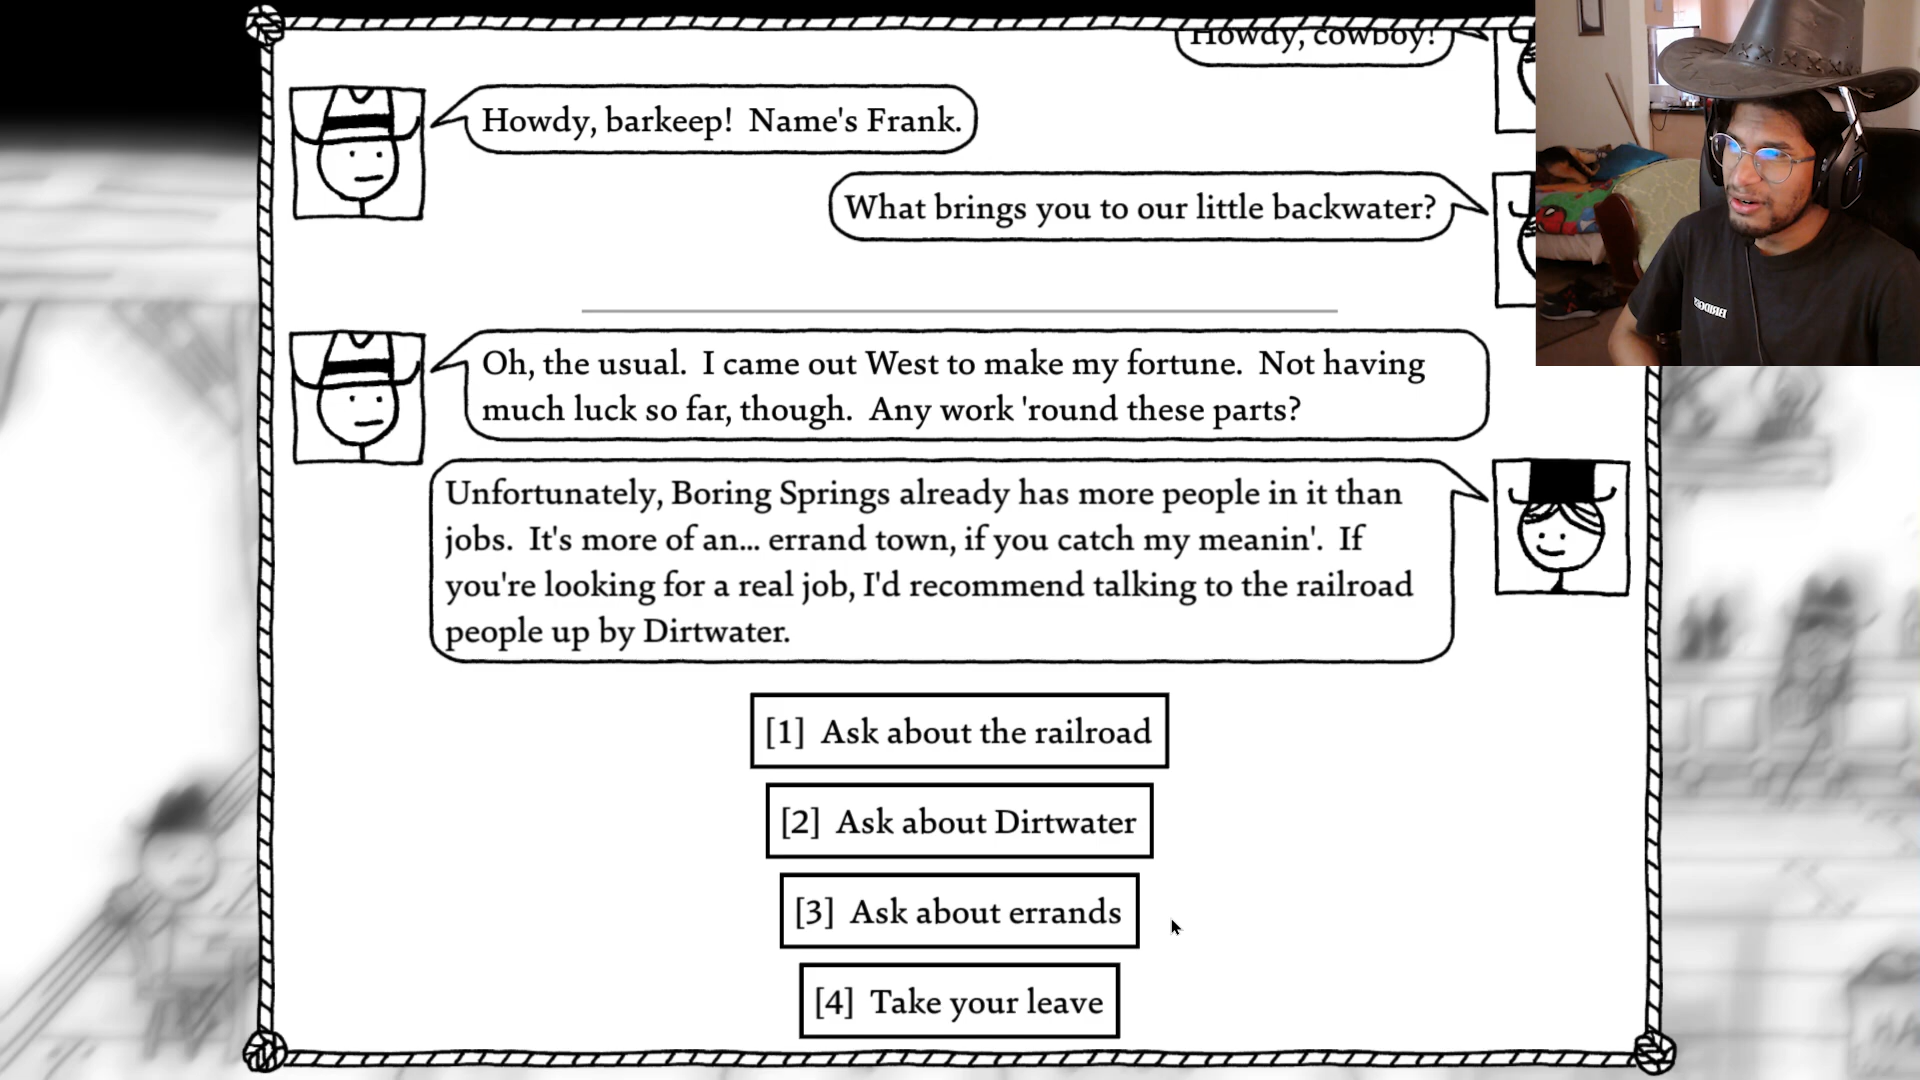 Howdy, cowboy!
Howdy, barkeep!  Name's Frank.
What brings you to our little backwater?
Oh, the usual.  I came out West to make my fortune.  Not having
much luck so far, though.  Any work 'round these parts?
Unfortunately, Boring Springs already has more people in it than
jobs.  It's more of an... errand town, if you catch my meanin'.  If
you're looking for a real job, I'd recommend talking to the railroad
people up by Dirtwater.
[1]  Ask about the railroad
[2]  Ask about Dirtwater
[3]  Ask about errands
[4]  Take your leave